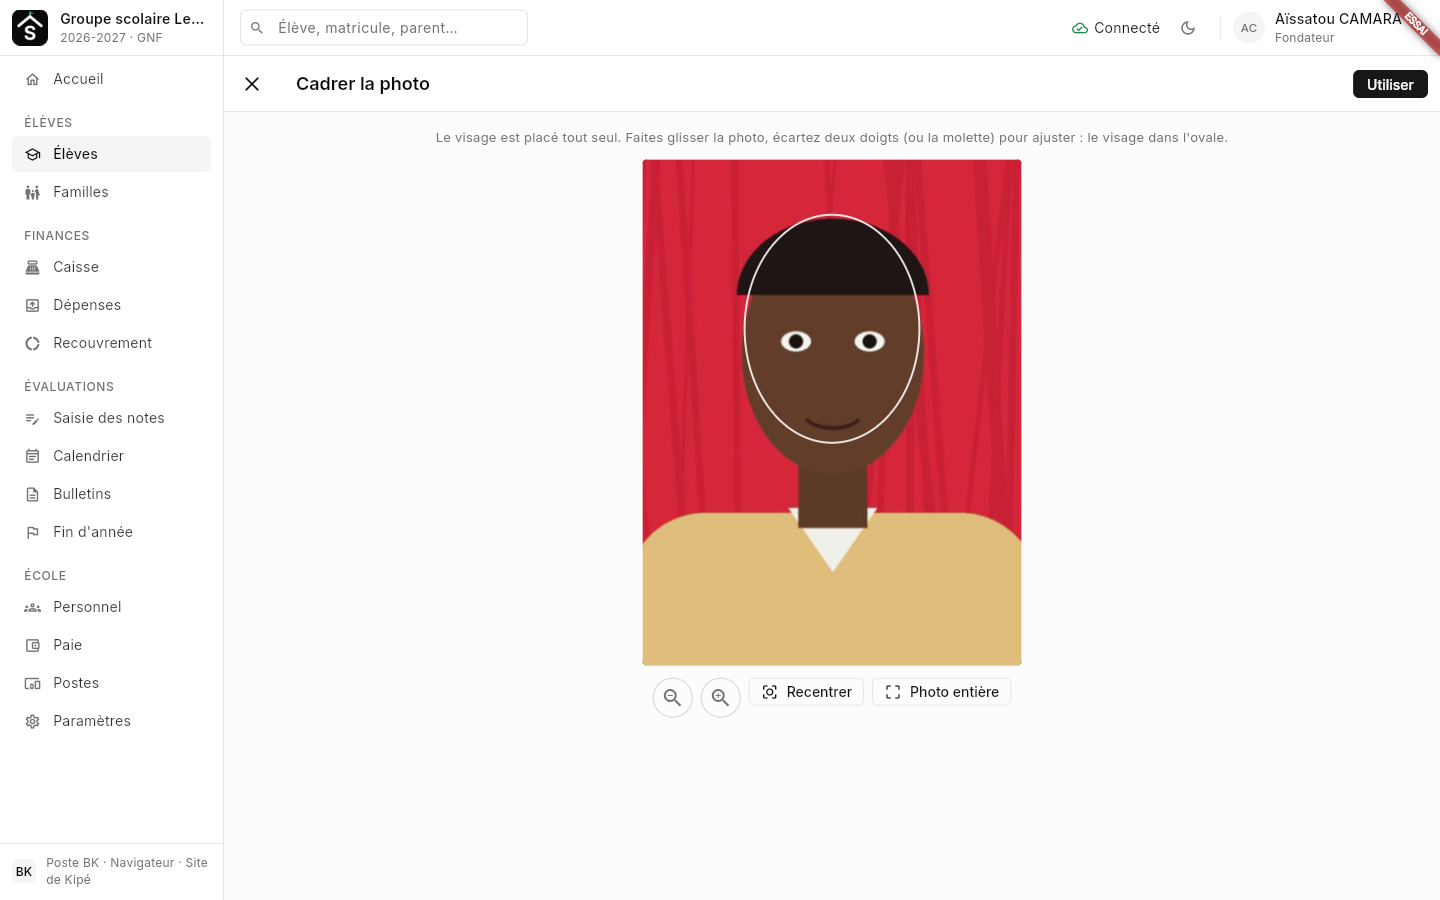 Groupe scolaire Le...
2026-2027 · GNF
Élève, matricule, parent...
Connecté
AC
Aïssatou CAMARA
Fondateur
ESSAI
Accueil
ÉLÈVES
Élèves
Familles
FINANCES
Caisse
Dépenses
Recouvrement
ÉVALUATIONS
Saisie des notes
Calendrier
Bulletins
Fin d'année
ÉCOLE
Personnel
Paie
Postes
Paramètres
BK
Poste BK · Navigateur · Site
de Kipé
Cadrer la photo
Utiliser
Le visage est placé tout seul. Faites glisser la photo, écartez deux doigts (ou la molette) pour ajuster : le visage dans l'ovale.
Recentrer
Photo entière